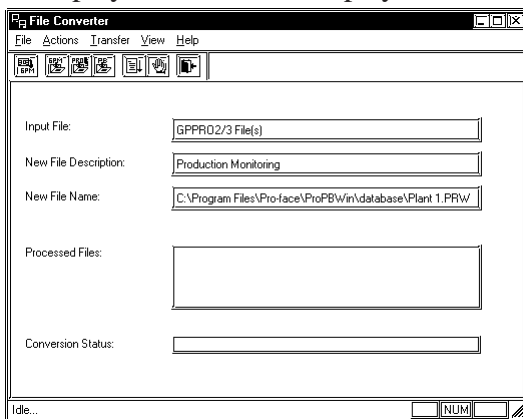 File Converter
File Actions Transfer View Help
Input File: GPPRO2/3 File(s)
New File Description: Production Monitoring
New File Name: C:\Program Files\Pro-face\ProPBWin\database\Plant 1.PRW
Processed Files:
Conversion Status:
Idle... NUM